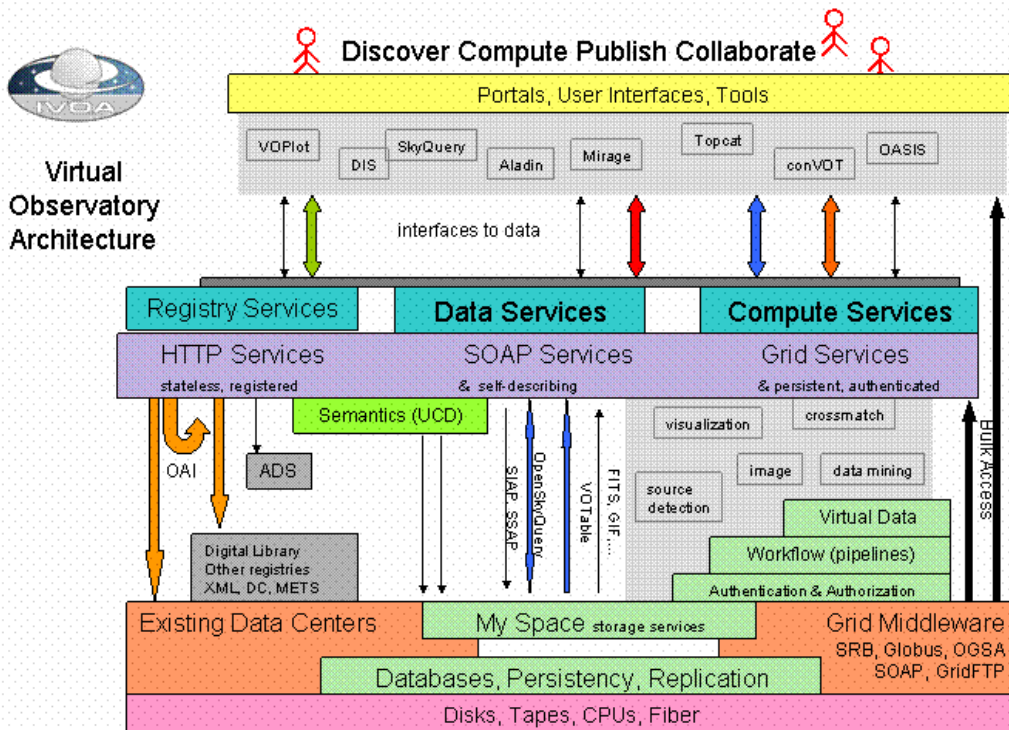 Discover Compute Publish Collaborate
IVOA
Portals, User Interfaces, Tools
VOPlot
DIS
SkyQuery
Aladin
Mirage
Topcat
conVOT
OASIS
Virtual
Observatory
Architecture
interfaces to data
Registry Services
Data Services
Compute Services
HTTP Services
SOAP Services
Grid Services
stateless, registered
& self-describing
& persistent, authenticated
Semantics (UCD)
OAI
ADS
SIAP, SSAP
OpenSkyQuery
VOTable
FITS, GIF,...
visualization
crossmatch
image
data mining
source
detection
Bulk Access
Virtual Data
Workflow (pipelines)
Authentication & Authorization
Digital Library
Other registries
XML, DC, METS
Existing Data Centers
My Space storage services
Grid Middleware
SRB, Globus, OGSA
SOAP, GridFTP
Databases, Persistency, Replication
Disks, Tapes, CPUs, Fiber